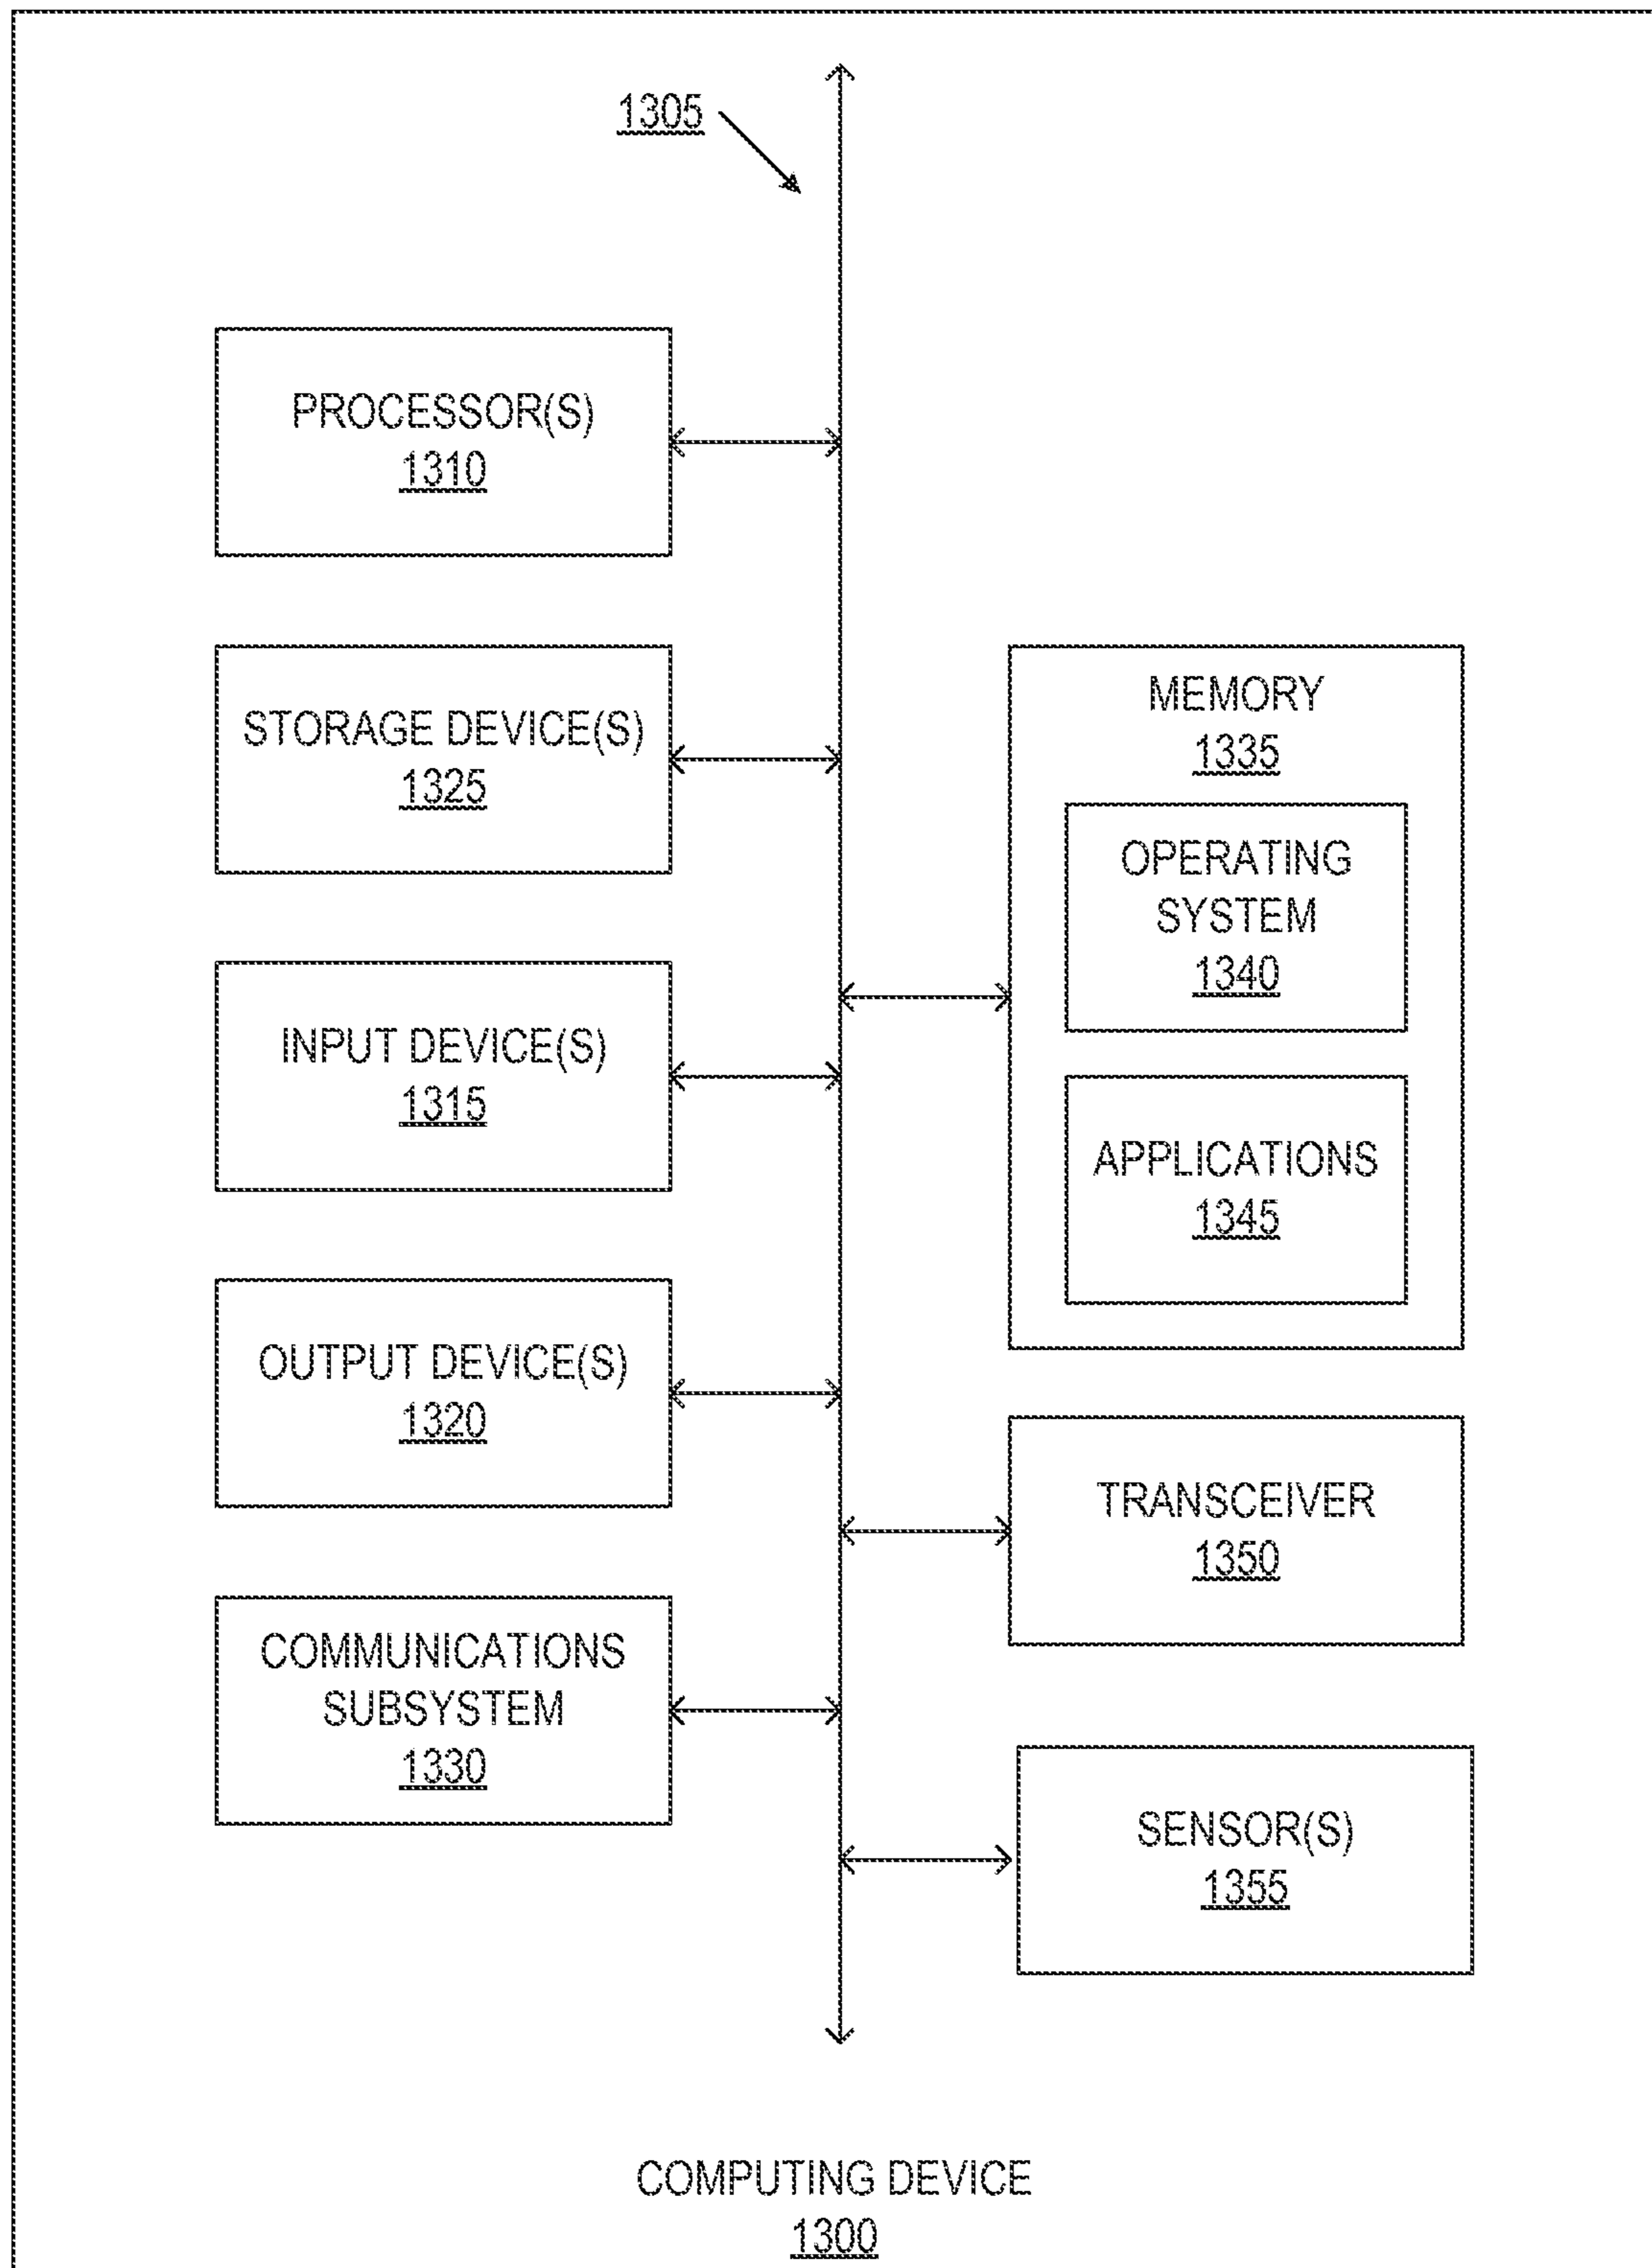 1305
PROCESSOR(S)
1310
STORAGE DEVICE(S)
1325
INPUT DEVICE(S)
1315
OUTPUT DEVICE(S)
1320
COMMUNICATIONS
SUBSYSTEM
1330
MEMORY
1335
OPERATING
SYSTEM
1340
APPLICATIONS
1345
TRANSCEIVER
1350
SENSOR(S)
1355
COMPUTING DEVICE
1300